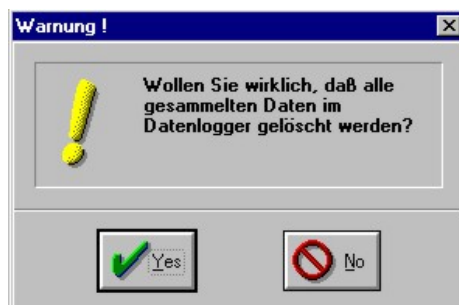 Warnung !
Wollen Sie wirklich, daß alle
gesammelten Daten im
Datenlogger gelöscht werden?
Yes
No